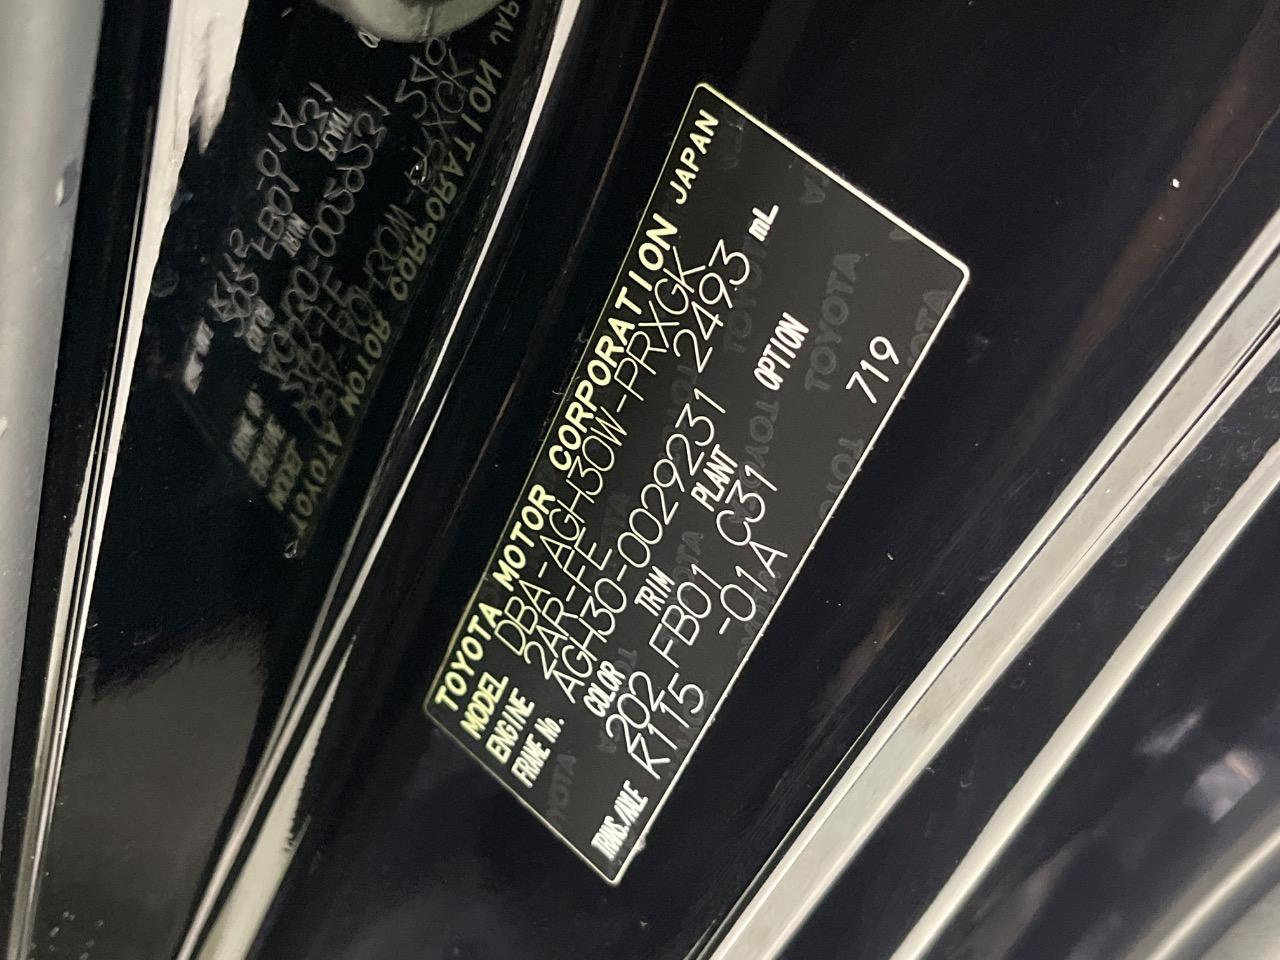 TOYOTA MOTOR CORPORATION JAPAN
MODEL DBA-AGH30W-PRXGK
ENGINE 2AR-FE 2493 mL
FRAME No. AGH30-0029231
COLOR TRIM PLANT OPTION
202 FB01 C31 719
TRANS./AXLE K115 -01A